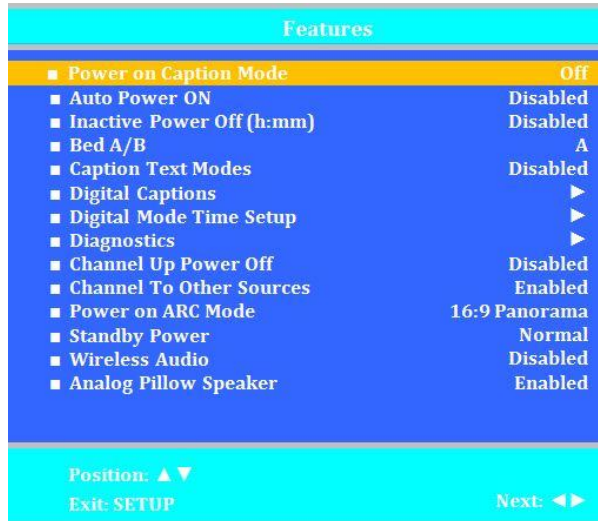 Features
■ Power on Caption Mode Off
■ Auto Power ON Disabled
■ Inactive Power Off (h:mm) Disabled
■ Bed A/B A
■ Caption Text Modes Disabled
■ Digital Captions ►
■ Digital Mode Time Setup ►
■ Diagnostics ►
■ Channel Up Power Off Disabled
■ Channel To Other Sources Enabled
■ Power on ARC Mode 16:9 Panorama
■ Standby Power Normal
■ Wireless Audio Disabled
■ Analog Pillow Speaker Enabled
Position: ▲▼
Exit: SETUP Next: ◄►